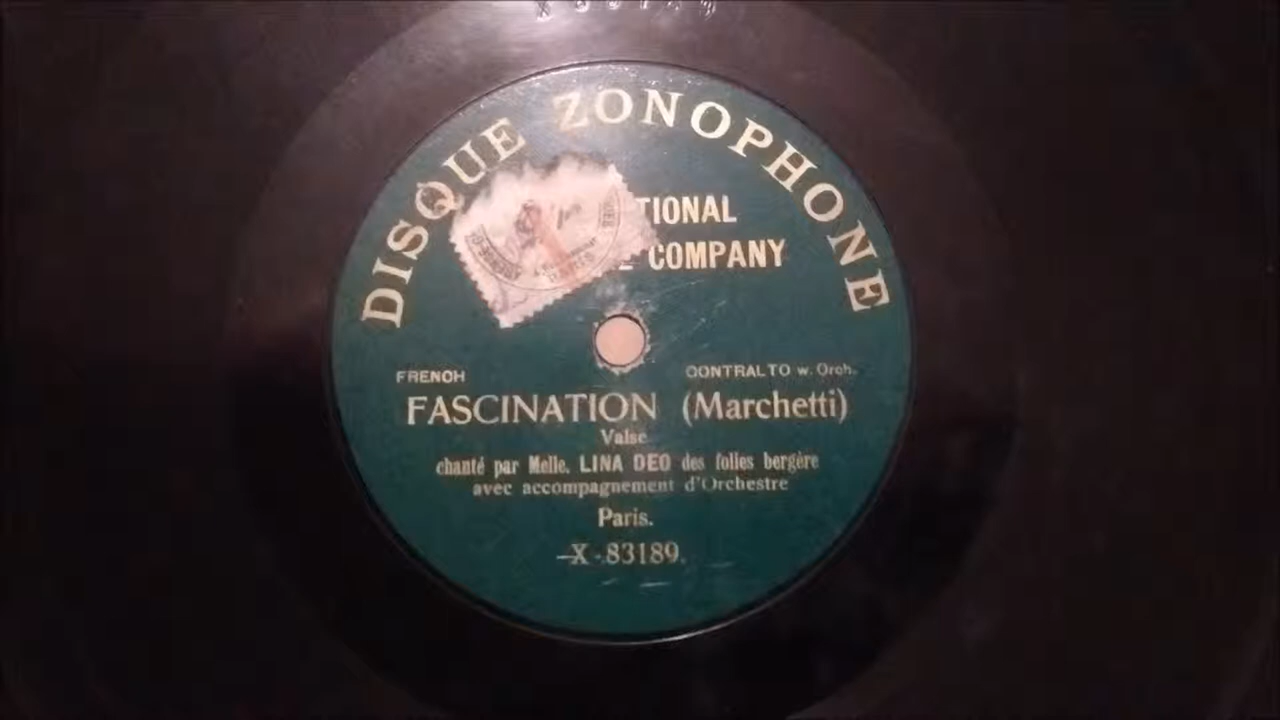 DISQUE ZONOPHONE
TIONAL
COMPANY
FRENCH
CONTRALTO w. Orch.
FASCINATION (Marchetti)
Valse
chanté par Melle. LINA DEO des folles bergère
avec accompagnement d'Orchestre
Paris.
X-83189.